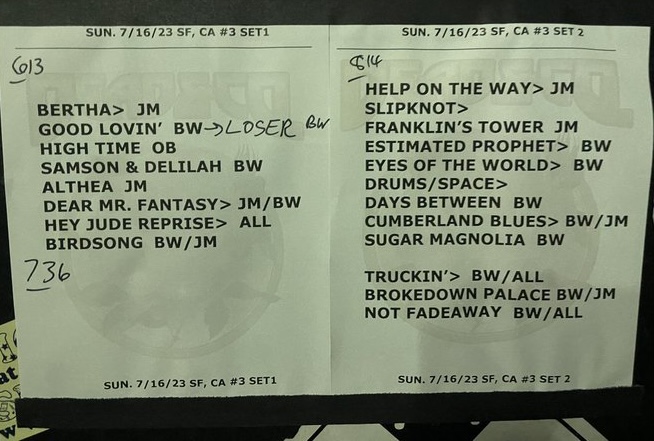 SUN. 7/16/23 SF, CA #3 SET1
613
BERTHA> JM
GOOD LOVIN' BW→LOSER BW
HIGH TIME OB
SAMSON & DELILAH BW
ALTHEA JM
DEAR MR. FANTASY> JM/BW
HEY JUDE REPRISE> ALL
BIRDSONG BW/JM
736
SUN. 7/16/23 SF, CA #3 SET1
SUN. 7/16/23 SF, CA #3 SET 2
814
HELP ON THE WAY> JM
SLIPKNOT>
FRANKLIN'S TOWER JM
ESTIMATED PROPHET> BW
EYES OF THE WORLD> BW
DRUMS/SPACE>
DAYS BETWEEN BW
CUMBERLAND BLUES> BW/JM
SUGAR MAGNOLIA BW
TRUCKIN'> BW/ALL
BROKEDOWN PALACE BW/JM
NOT FADEAWAY BW/ALL
SUN. 7/16/23 SF, CA #3 SET 2